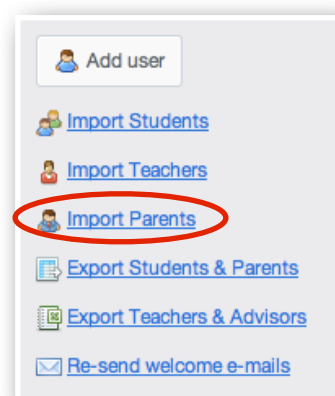 Add user
Import Students
Import Teachers
Import Parents
Export Students & Parents
Export Teachers & Advisors
Re-send welcome e-mails